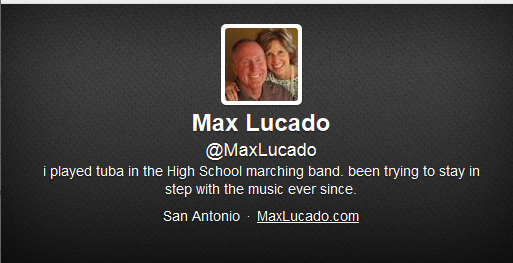 Max Lucado
@MaxLucado
i played tuba in the High School marching band. been trying to stay in
step with the music ever since.
San Antonio · MaxLucado.com